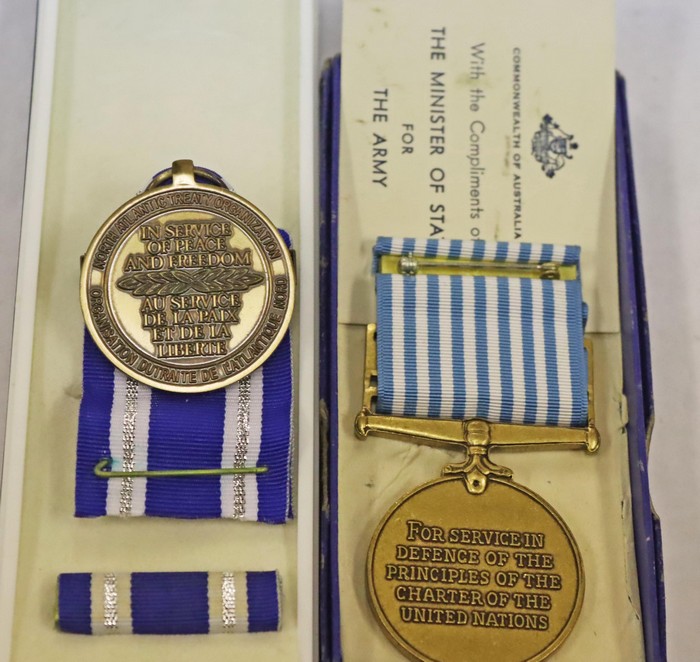 NORTH ATLANTIC TREATY ORGANIZATION
IN SERVICE
OF PEACE
AND FREEDOM
AU SERVICE
DE LA PAIX
ET DE LA
LIBERTE
ORGANISATION DU TRAITE DE L'ATLANTIQUE NORD
COMMONWEALTH OF AUSTRALIA
With the Compliments of
THE MINISTER OF STA
FOR
THE ARMY
FOR SERVICE IN
DEFENCE OF THE
PRINCIPLES OF THE
CHARTER OF THE
UNITED NATIONS